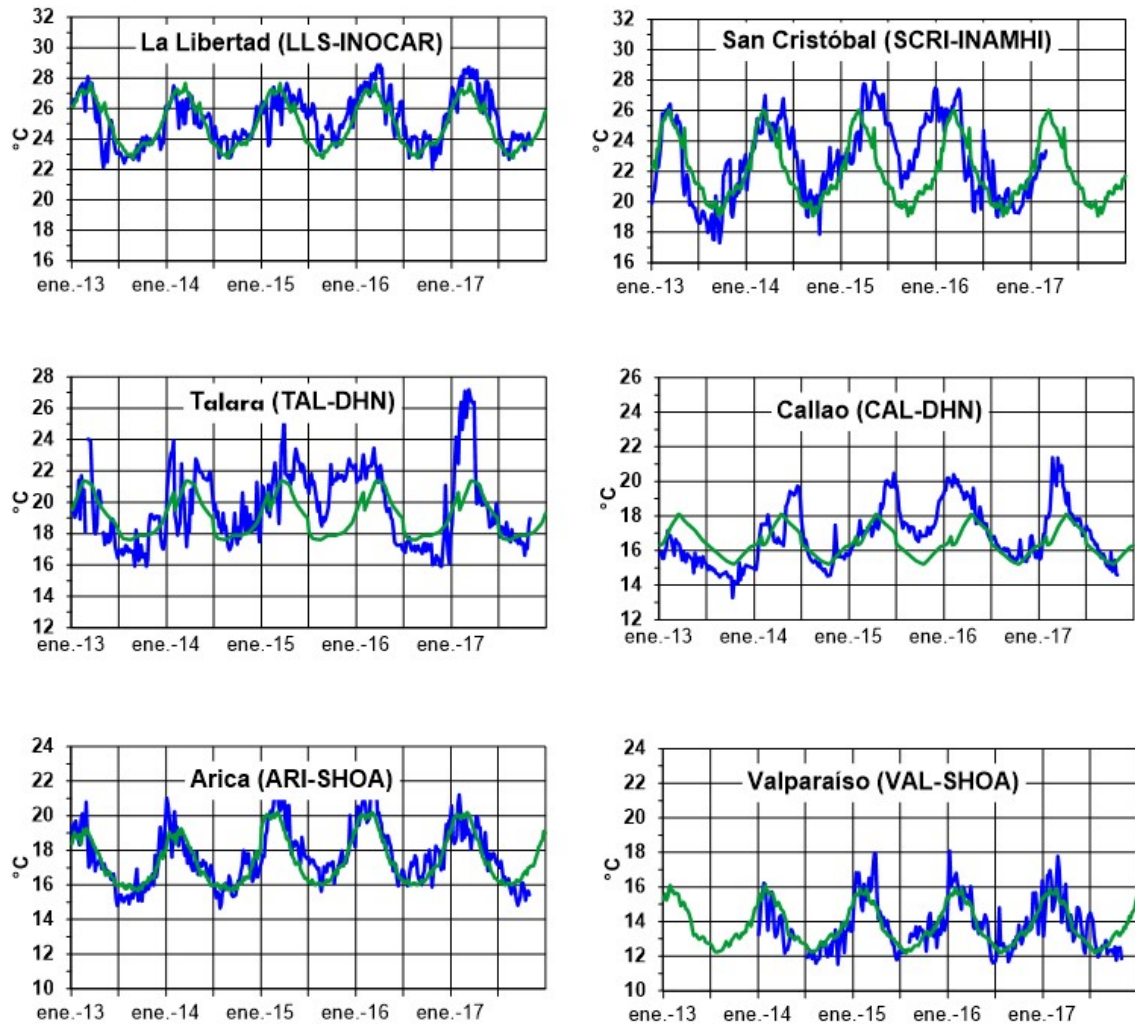 La Libertad (LLS-INOCAR)
°C
32
30
28
26
24
22
20
18
16
ene.-13 ene.-14 ene.-15 ene.-16 ene.-17
San Cristóbal (SCRI-INAMHI)
°C
32
30
28
26
24
22
20
18
16
ene.-13 ene.-14 ene.-15 ene.-16 ene.-17
Talara (TAL-DHN)
°C
28
26
24
22
20
18
16
14
12
ene.-13 ene.-14 ene.-15 ene.-16 ene.-17
Callao (CAL-DHN)
°C
26
24
22
20
18
16
14
12
ene.-13 ene.-14 ene.-15 ene.-16 ene.-17
Arica (ARI-SHOA)
°C
24
22
20
18
16
14
12
10
ene.-13 ene.-14 ene.-15 ene.-16 ene.-17
Valparaíso (VAL-SHOA)
°C
24
22
20
18
16
14
12
10
ene.-13 ene.-14 ene.-15 ene.-16 ene.-17